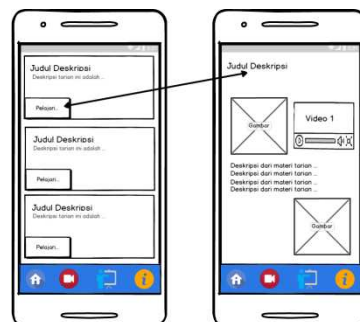 Judul Deskripsi
Deskripsi tarian ini adalah ...
Pelajari..
Judul Deskripsi
Deskripsi tarian ini adalah ...
Pelajari..
Judul Deskripsi
Deskripsi tarian ini adalah ...
Pelajari..
Judul Deskripsi
Gambar
Video 1
Deskripsi dari materi tarian ...
Deskripsi dari materi tarian ...
Deskripsi dari materi tarian ...
Deskripsi dari materi tarian ...
Gambar
i
i